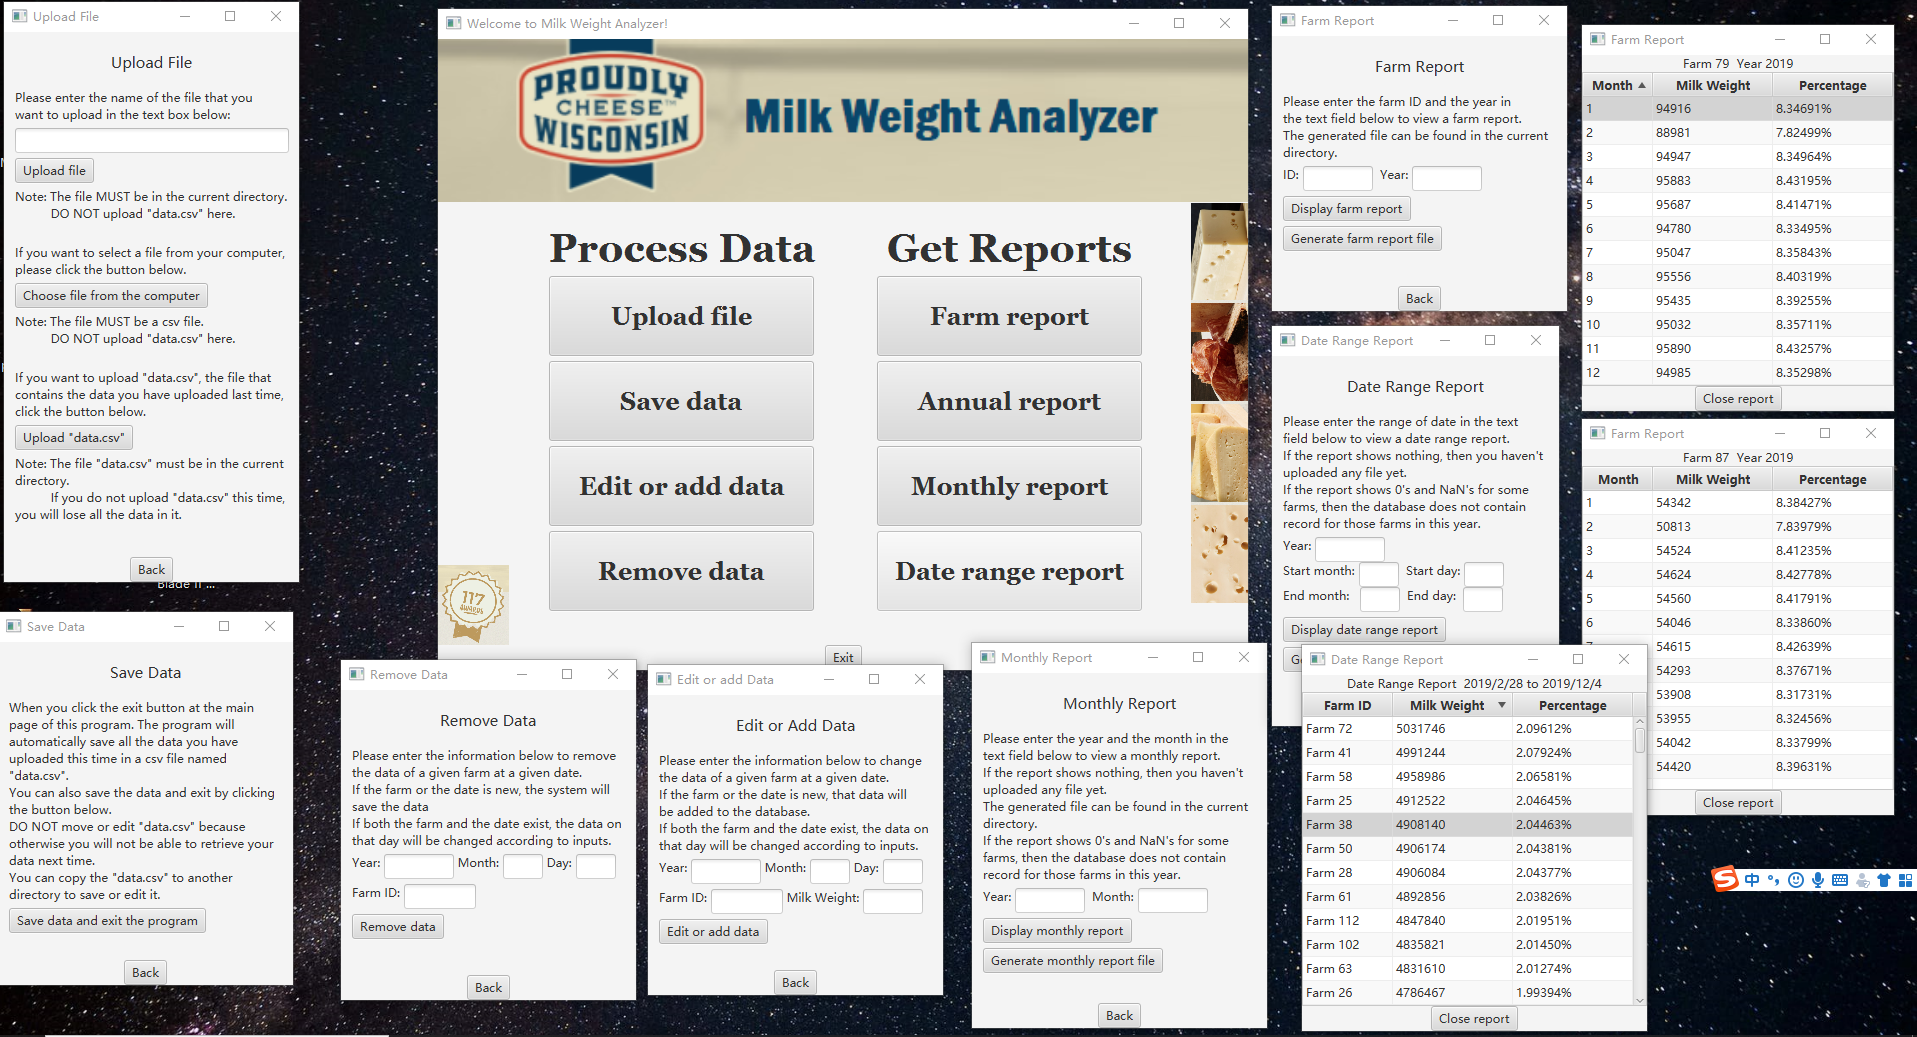 Upload File
Upload File
Please enter the name of the file that you
want to upload in the text box below:
Upload file
Note: The file MUST be in the current directory.
DO NOT upload "data.csv" here.
If you want to select a file from your computer,
please click the button below.
Choose file from the computer
Note: The file MUST be a csv file.
DO NOT upload "data.csv" here.
If you want to upload "data.csv", the file that
contains the data you have uploaded last time,
click the button below.
Upload "data.csv"
Note: The file "data.csv" must be in the current
directory.
If you do not upload "data.csv" this time,
you will lose all the data in it.
Back
Welcome to Milk Weight Analyzer!
PROUDLY
CHEESE™
WISCONSIN
Milk Weight Analyzer
Process Data
Upload file
Save data
Edit or add data
Remove data
Get Reports
Farm report
Annual report
Monthly report
Date range report
117
AWARDS
Exit
Farm Report
Farm Report
Please enter the farm ID and the year in
the text field below to view a farm report.
The generated file can be found in the current
directory.
ID: Year:
Display farm report
Generate farm report file
Back
Farm Report
Farm 79 Year 2019
Month Milk Weight Percentage
1 94916 8.34691%
2 88981 7.82499%
3 94947 8.34964%
4 95883 8.43195%
5 95687 8.41471%
6 94780 8.33495%
7 95047 8.35843%
8 95556 8.40319%
9 95435 8.39255%
10 95032 8.35711%
11 95890 8.43257%
12 94985 8.35298%
Close report
Date Range Report
Date Range Report
Please enter the range of date in the text
field below to view a date range report.
If the report shows nothing, then you haven't
uploaded any file yet.
If the report shows 0's and NaN's for some
farms, then the database does not contain
record for those farms in this year.
Year:
Start month: Start day:
End month: End day:
Display date range report
Farm Report
Farm 87 Year 2019
Month Milk Weight Percentage
1 54342 8.38427%
2 50813 7.83979%
3 54524 8.41235%
4 54624 8.42778%
5 54560 8.41791%
6 54046 8.33860%
54615 8.42639%
54293 8.37671%
53908 8.31731%
53955 8.32456%
54042 8.33799%
54420 8.39631%
Close report
Save Data
Save Data
When you click the exit button at the main
page of this program. The program will
automatically save all the data you have
uploaded this time in a csv file named
"data.csv".
You can also save the data and exit by clicking
the button below.
DO NOT move or edit "data.csv" because
otherwise you will not be able to retrieve your
data next time.
You can copy the "data.csv" to another
directory to save or edit it.
Save data and exit the program
Back
Remove Data
Remove Data
Please enter the information below to remove
the data of a given farm at a given date.
If the farm or the date is new, the system will
save the data
If both the farm and the date exist, the data on
that day will be changed according to inputs.
Year: Month: Day:
Farm ID:
Remove data
Back
Edit or add Data
Edit or Add Data
Please enter the information below to change
the data of a given farm at a given date.
If the farm or the date is new, that data will
be added to the database.
If both the farm and the date exist, the data on
that day will be changed according to inputs.
Year: Month: Day:
Farm ID: Milk Weight:
Edit or add data
Back
Monthly Report
Monthly Report
Please enter the year and the month in the
text field below to view a monthly report.
If the report shows nothing, then you haven't
uploaded any file yet.
The generated file can be found in the current
directory.
If the report shows 0's and NaN's for some
farms, then the database does not contain
record for those farms in this year.
Year: Month:
Display monthly report
Generate monthly report file
Back
Date Range Report
Date Range Report 2019/2/28 to 2019/12/4
Farm ID Milk Weight Percentage
Farm 72 5031746 2.09612%
Farm 41 4991244 2.07924%
Farm 58 4958986 2.06581%
Farm 25 4912522 2.04645%
Farm 38 4908140 2.04463%
Farm 50 4906174 2.04381%
Farm 28 4906084 2.04377%
Farm 61 4892856 2.03826%
Farm 112 4847840 2.01951%
Farm 102 4835821 2.01450%
Farm 63 4831610 2.01274%
Farm 26 4786467 1.99394%
Close report
S 中